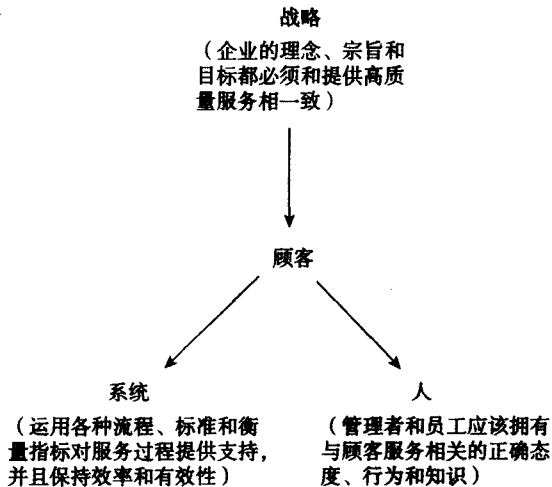 战略
（企业的理念、宗旨和
目标都必须和提供高质
量服务相一致）
顾客
系统
（运用各种流程、标准和衡
量指标对服务过程提供支持，
并且保持效率和有效性）
人
（管理者和员工应该拥有
与顾客服务相关的正确态
度、行为和知识）